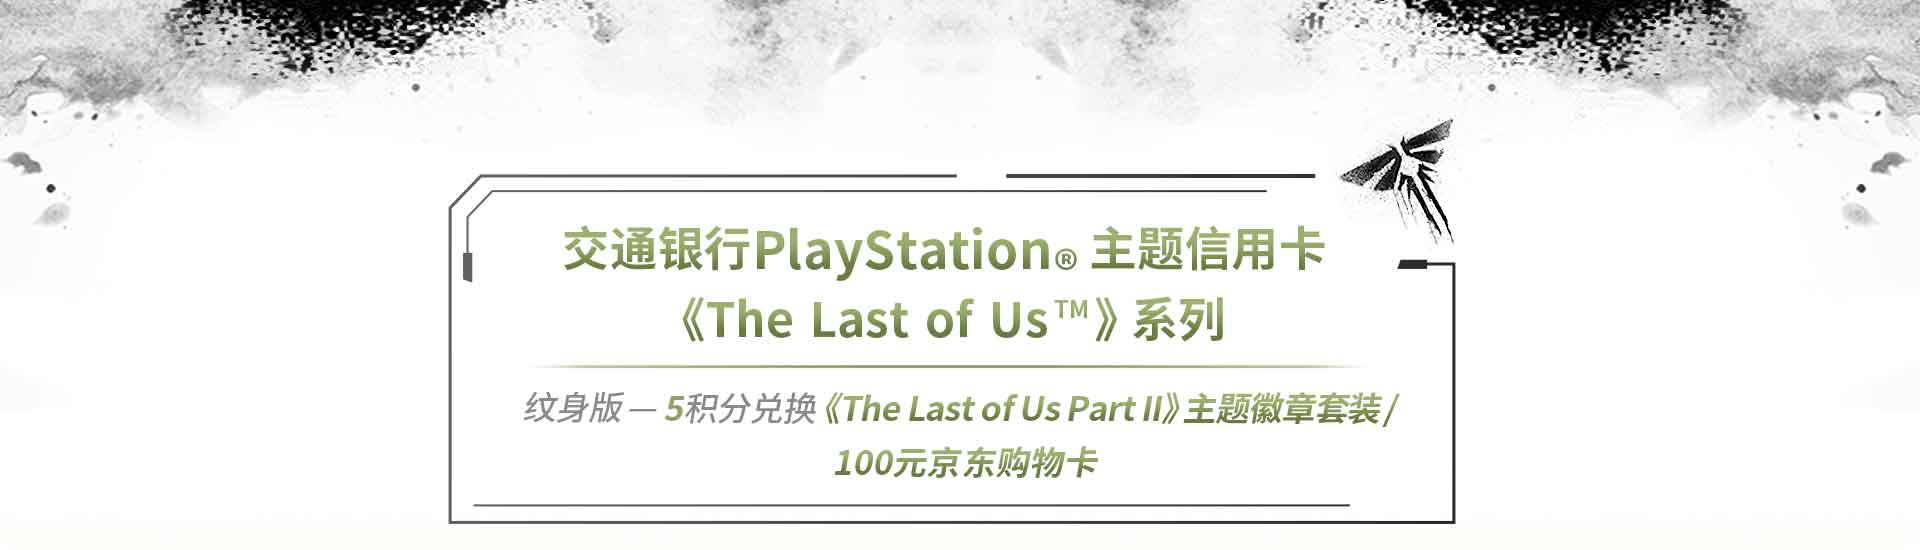 交通银行PlayStation® 主题信用卡
《The Last of Us™》系列
纹身版 — 5积分兑换《The Last of Us Part II》主题徽章套装/
100元京东购物卡